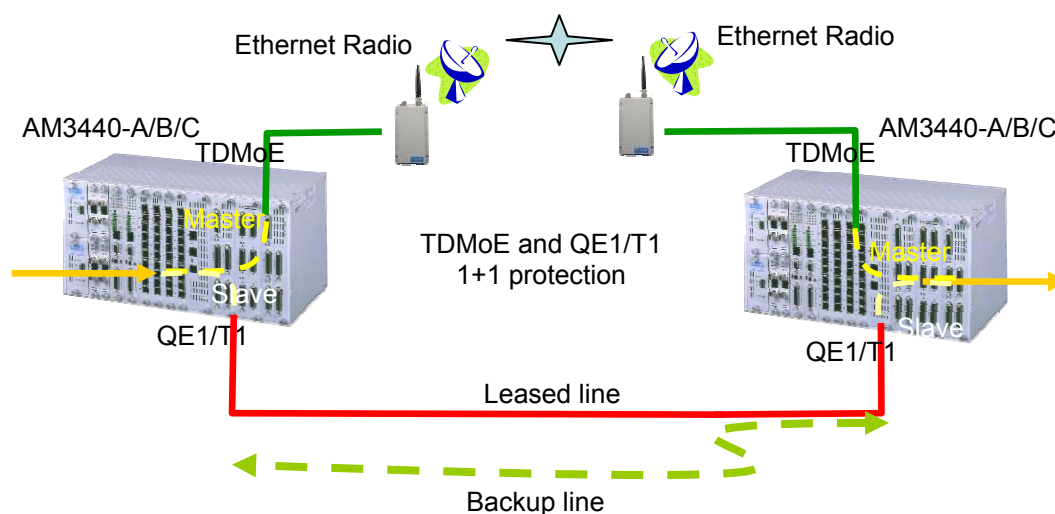 Ethernet Radio
Ethernet Radio
AM3440-A/B/C
AM3440-A/B/C
TDMoE
TDMoE
Master
Master
TDMoE and QE1/T1
1+1 protection
Slave
Slave
QE1/T1
QE1/T1
Leased line
Backup line